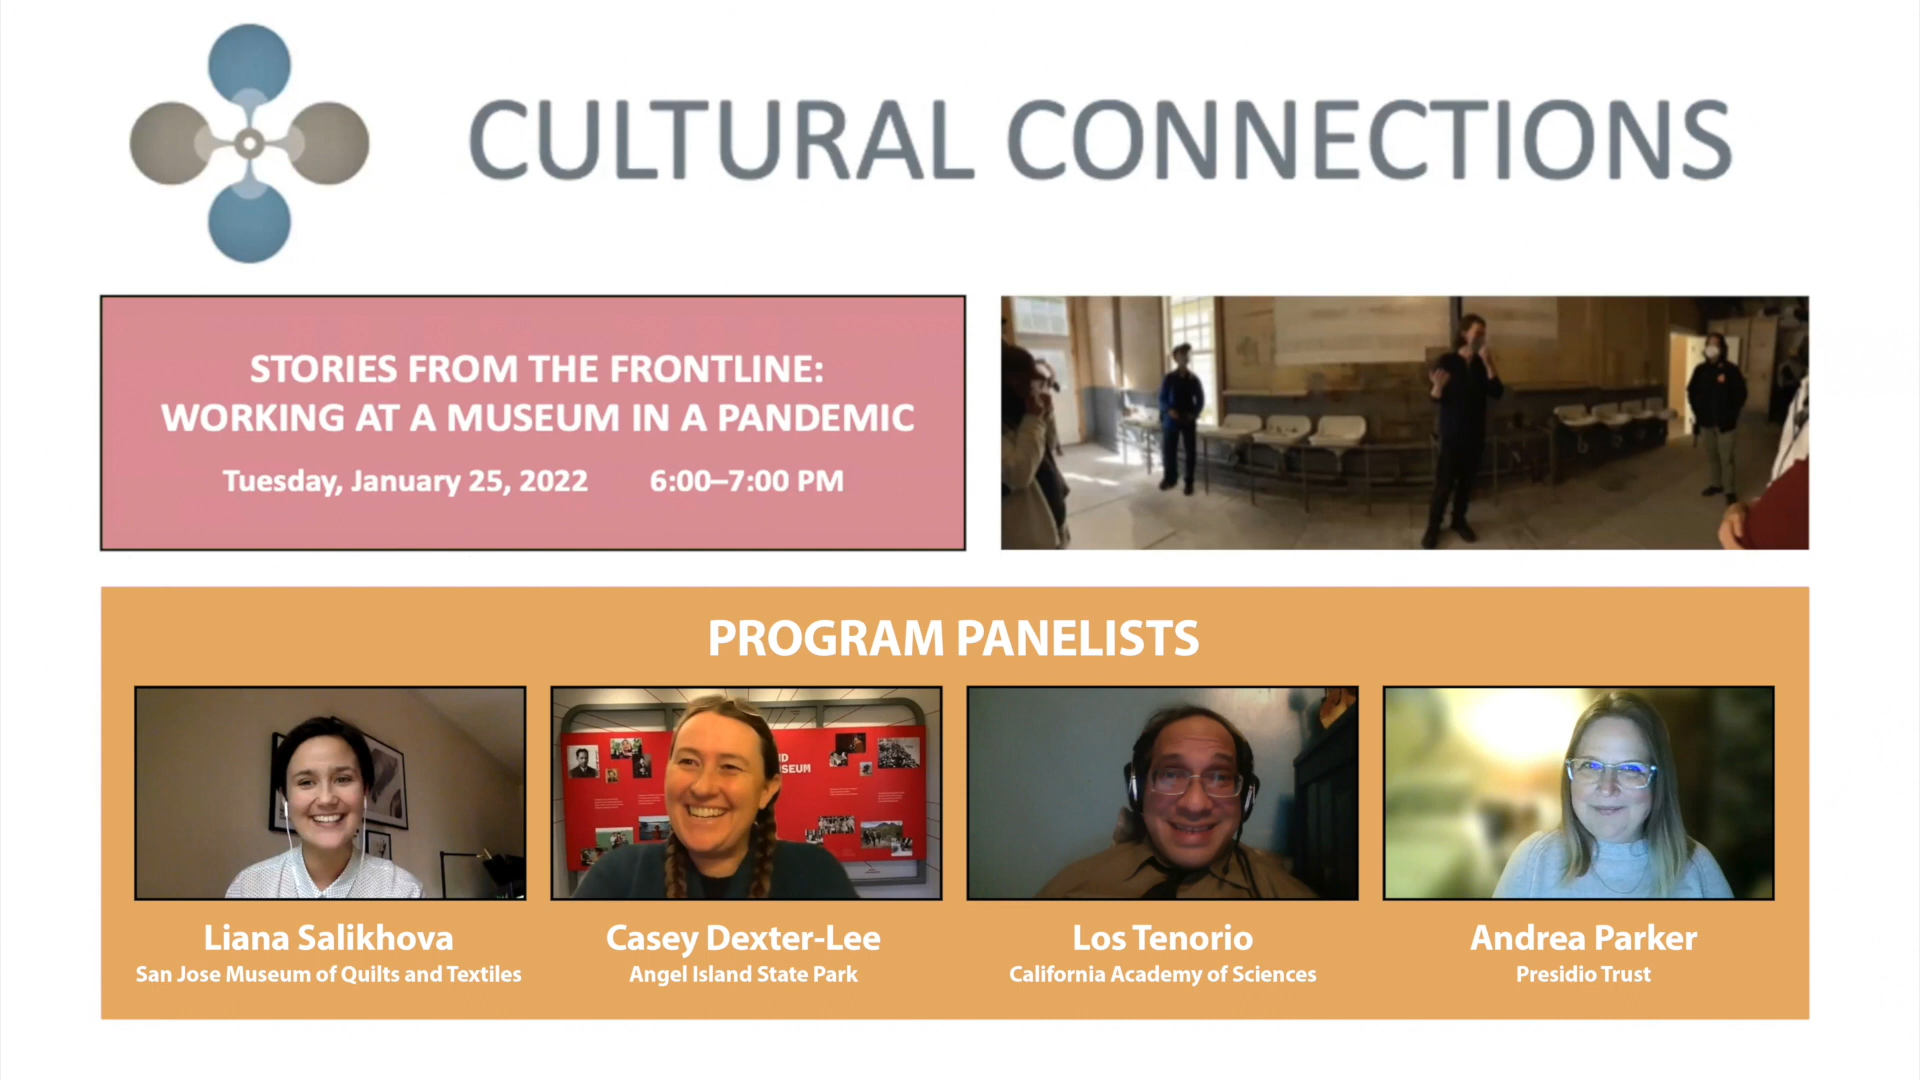 CULTURAL CONNECTIONS
STORIES FROM THE FRONTLINE:
WORKING AT A MUSEUM IN A PANDEMIC
Tuesday, January 25, 2022 6:00–7:00 PM
PROGRAM PANELISTS
Liana Salikhova
San Jose Museum of Quilts and Textiles
Casey Dexter-Lee
Angel Island State Park
Los Tenorio
California Academy of Sciences
Andrea Parker
Presidio Trust